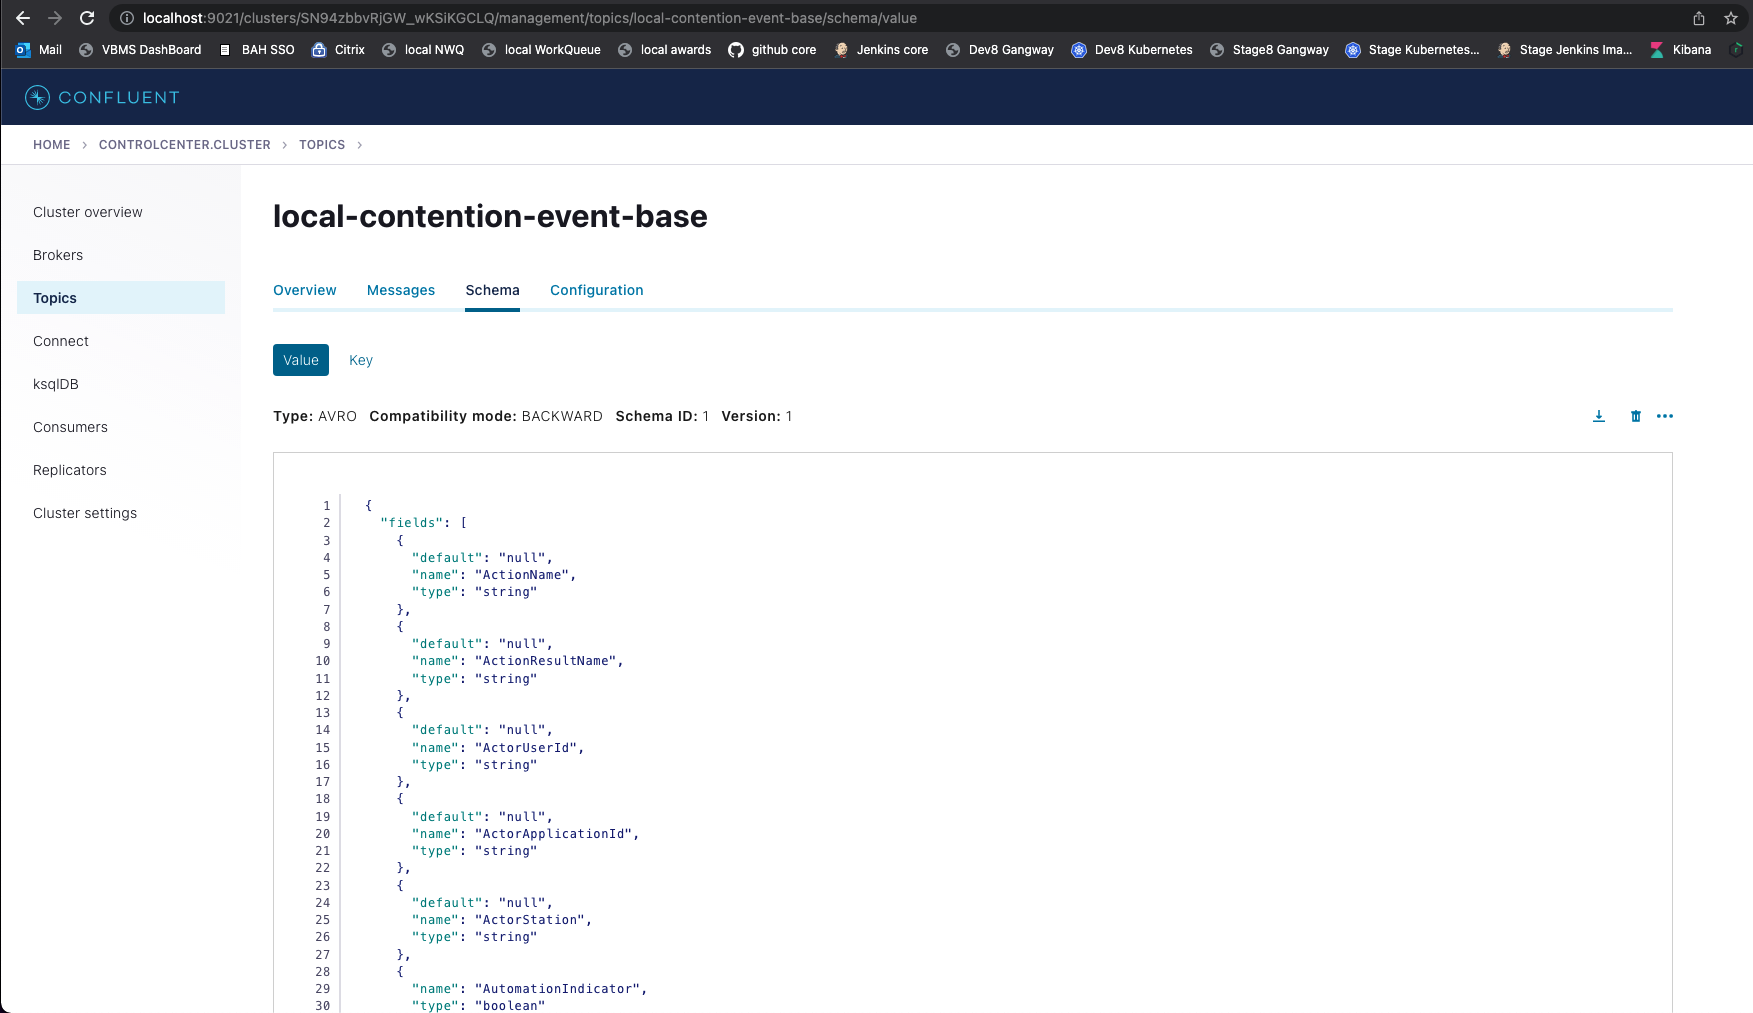 localhost:9021/clusters/SN94zbbvRjGW_wKSiKGCLQ/management/topics/local-contention-event-base/schema/value
Mail VBMS DashBoard BAH SSO Citrix local NWQ local WorkQueue local awards github core Jenkins core Dev8 Gangway Dev8 Kubernetes Stage8 Gangway Stage Kubernetes... Stage Jenkins Ima... Kibana
CONFLUENT
HOME > CONTROLCENTER.CLUSTER > TOPICS >
Cluster overview
Brokers
Topics
Connect
ksqlDB
Consumers
Replicators
Cluster settings
local-contention-event-base
Overview Messages Schema Configuration
Value Key
Type: AVRO Compatibility mode: BACKWARD Schema ID: 1 Version: 1
1 {
2 "fields": [
3 {
4 "default": "null",
5 "name": "ActionName",
6 "type": "string"
7 },
8 {
9 "default": "null",
10 "name": "ActionResultName",
11 "type": "string"
12 },
13 {
14 "default": "null",
15 "name": "ActorUserId",
16 "type": "string"
17 },
18 {
19 "default": "null",
20 "name": "ActorApplicationId",
21 "type": "string"
22 },
23 {
24 "default": "null",
25 "name": "ActorStation",
26 "type": "string"
27 },
28 {
29 "name": "AutomationIndicator",
30 "type": "boolean"